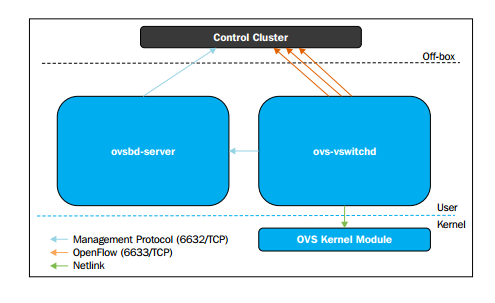 Control Cluster
Off-box
ovsbd-server
ovs-vswitchd
User
Kernel
OVS Kernel Module
Management Protocol (6632/TCP)
OpenFlow (6633/TCP)
Netlink